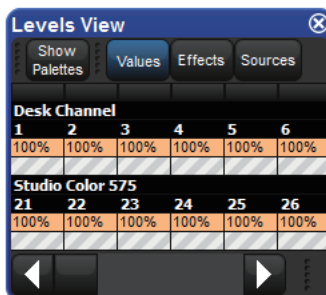 Levels View
Show Palettes Values Effects Sources
Desk Channel
1 2 3 4 5 6
100% 100% 100% 100% 100% 100%
Studio Color 575
21 22 23 24 25 26
100% 100% 100% 100% 100% 100%